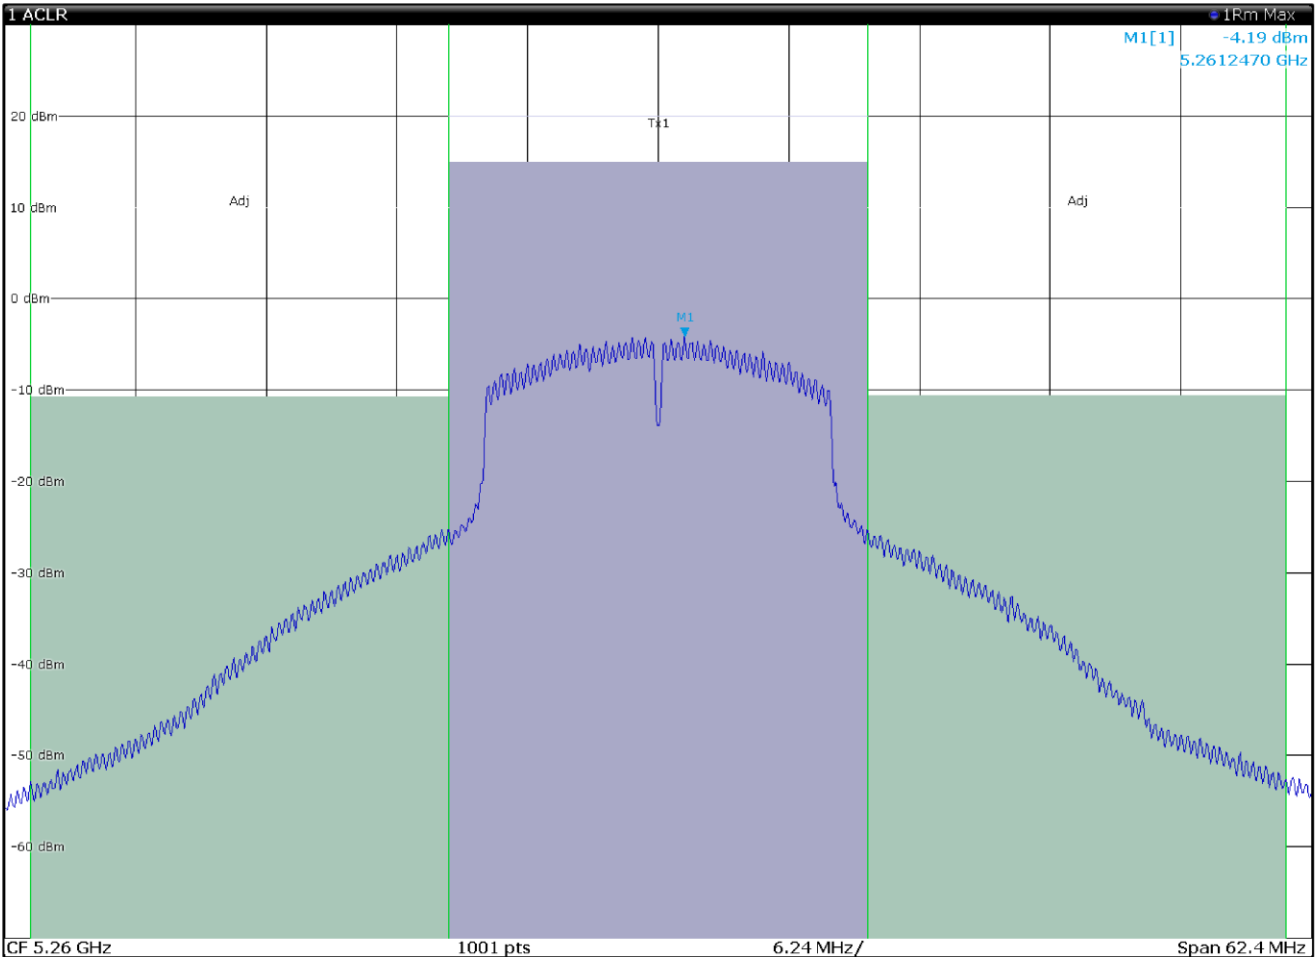 1 ACLR
1Rm Max
M1[1] -4.19 dBm
5.2612470 GHz
20 dBm
Tx1
Adj
Adj
10 dBm
0 dBm
M1
-10 dBm
-20 dBm
-30 dBm
-40 dBm
-50 dBm
-60 dBm
CF 5.26 GHz 1001 pts 6.24 MHz/ Span 62.4 MHz